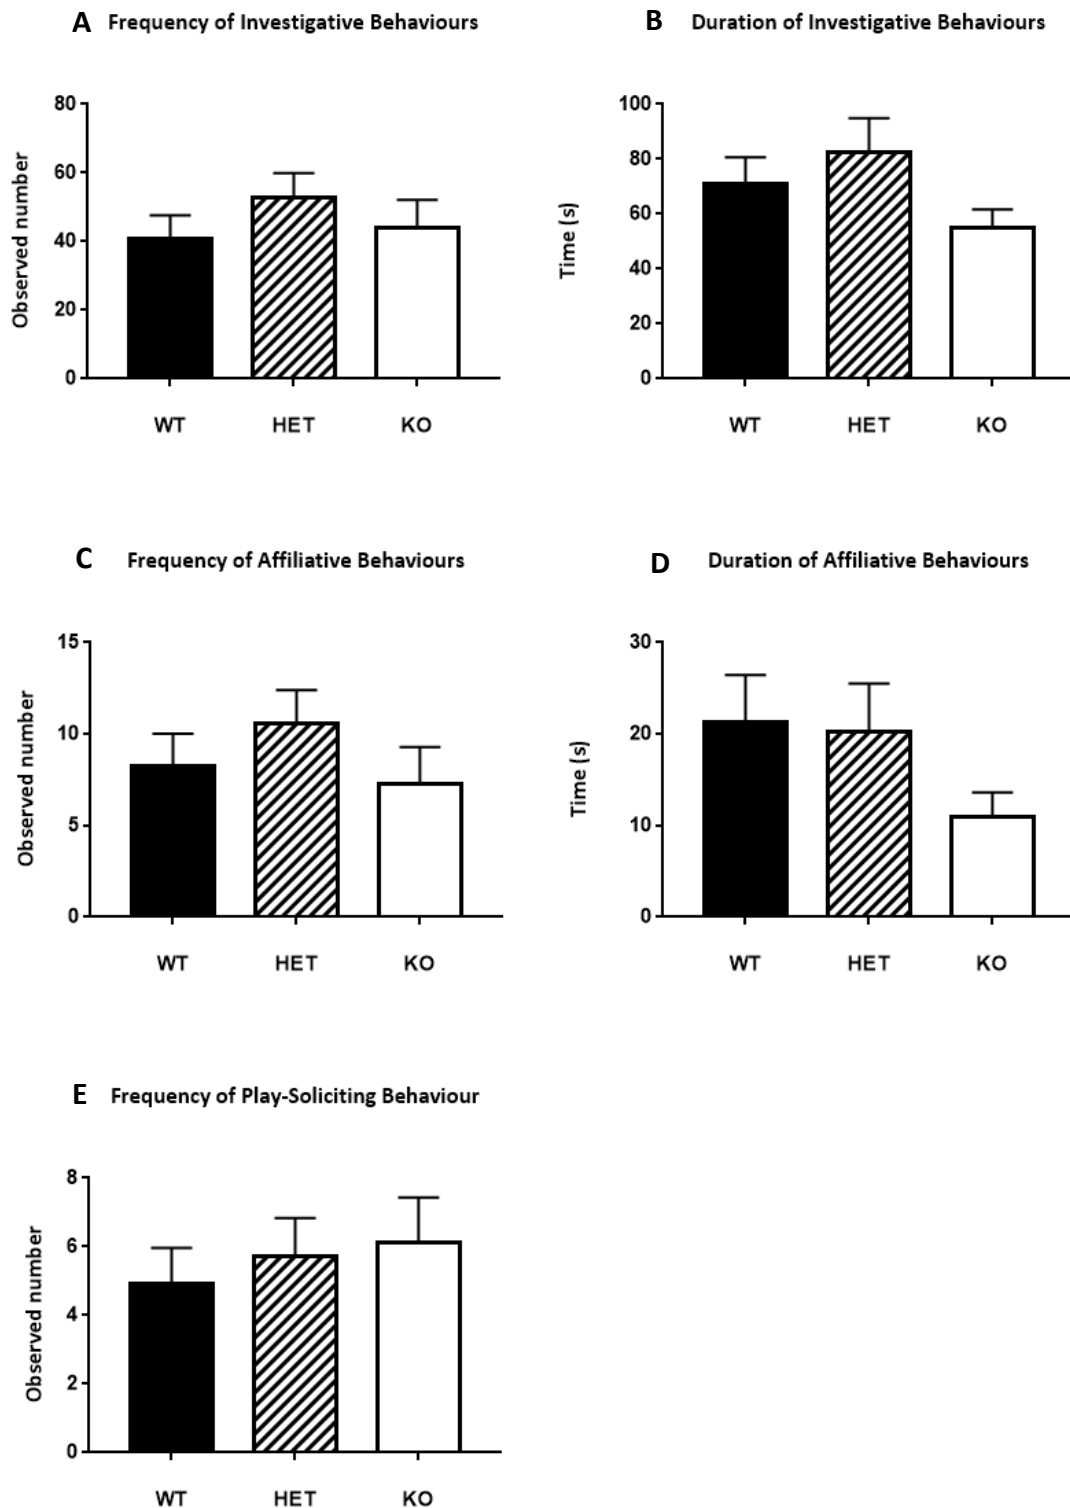 A Frequency of Investigative Behaviours
80
60
40
20
0
Observed number
WT HET KO
B Duration of Investigative Behaviours
100
80
60
40
20
0
Time (s)
WT HET KO
C Frequency of Affiliative Behaviours
15
10
5
0
Observed number
WT HET KO
D Duration of Affiliative Behaviours
30
20
10
0
Time (s)
WT HET KO
E Frequency of Play-Soliciting Behaviour
8
6
4
2
0
Observed number
WT HET KO